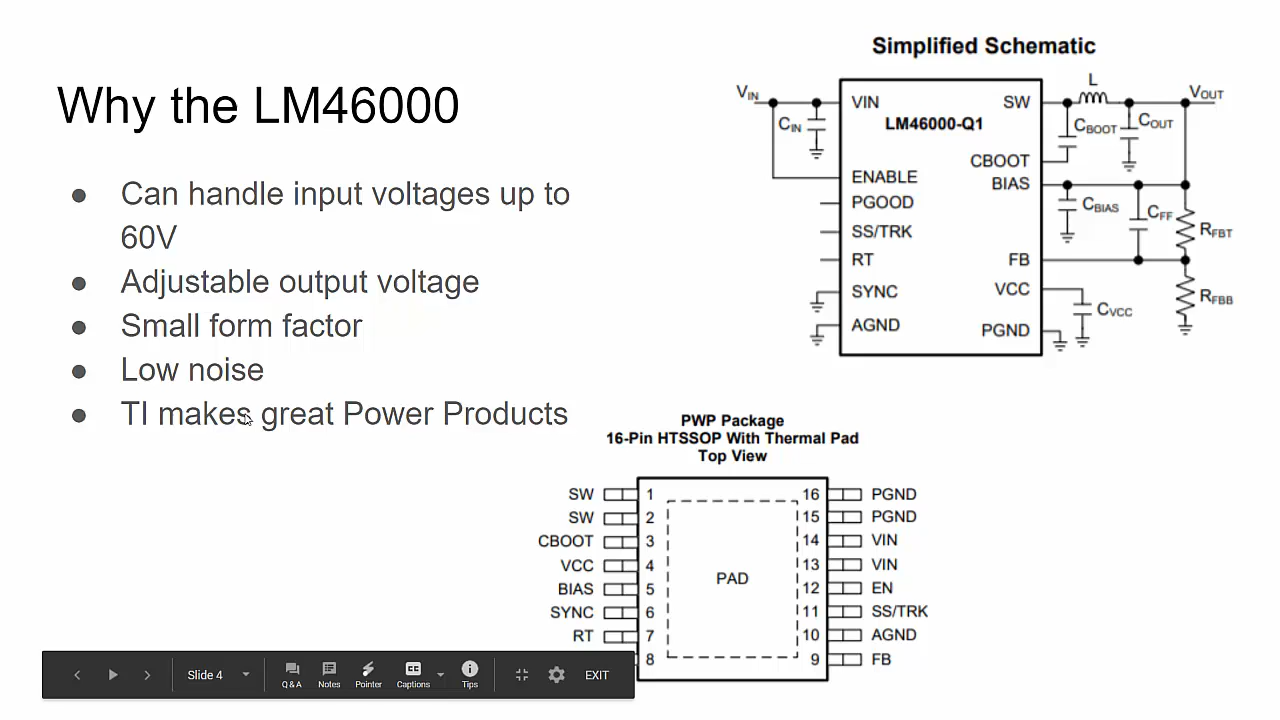 Why the LM46000
● Can handle input voltages up to
60V
● Adjustable output voltage
● Small form factor
● Low noise
● TI makes great Power Products
Simplified Schematic
VIN
CIN
VIN
LM46000-Q1
ENABLE
PGOOD
SS/TRK
RT
SYNC
AGND
SW
CBOOT
BIAS
FB
VCC
PGND
L
VOUT
CBOOT
COUT
CBIAS
CFF
RFBT
RFBB
CVCC
PWP Package
16-Pin HTSSOP With Thermal Pad
Top View
SW 1
SW 2
CBOOT 3
VCC 4
BIAS 5
SYNC 6
RT 7
8
PAD
16 PGND
15 PGND
14 VIN
13 VIN
12 EN
11 SS/TRK
10 AGND
9 FB
Slide 4
Q&A
Notes
Pointer
Captions
Tips
EXIT